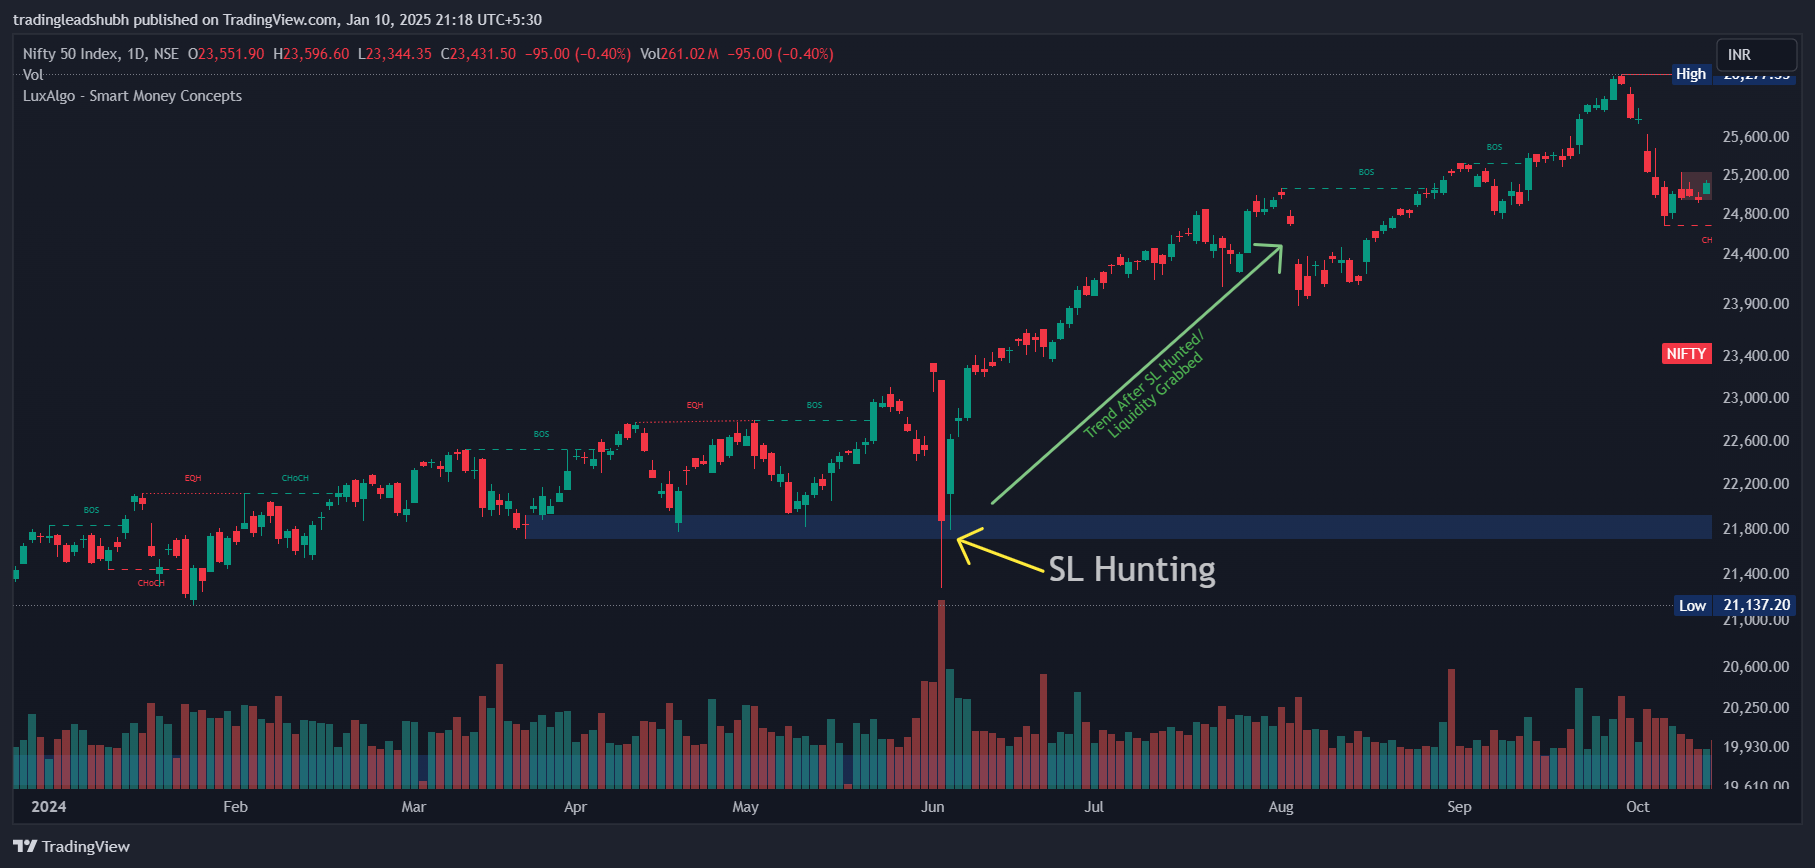 tradingleadshubh published on TradingView.com, Jan 10, 2025 21:18 UTC+5:30
Nifty 50 Index, 1D, NSE O23,551.90 H23,596.60 L23,344.35 C23,431.50 −95.00 (−0.40%) Vol261.02 M −95.00 (−0.40%)
INR
Vol
High
LuxAlgo - Smart Money Concepts
25,600.00
BOS
25,200.00
BOS
24,800.00
CH
24,400.00
23,900.00
NIFTY
23,400.00
Trend After SL Hunted/
Liquidity Grabbed
23,000.00
EQH
BOS
BOS
22,600.00
EQH
CHoCH
22,200.00
BOS
21,800.00
SL Hunting
21,400.00
CHoCH
Low 21,137.20
21,000.00
20,600.00
20,250.00
19,930.00
19,610.00
2024 Feb Mar Apr May Jun Jul Aug Sep Oct
TradingView